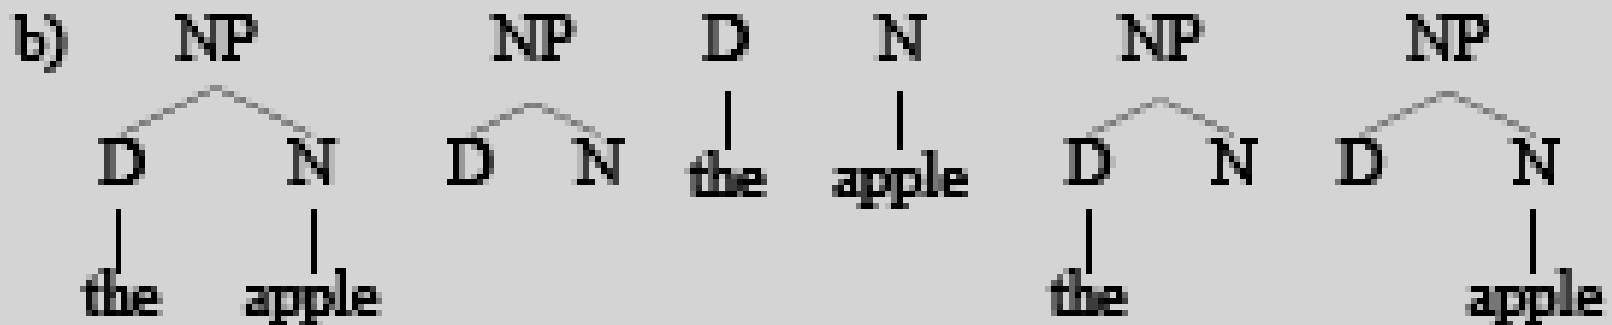 b) NP NP D N NP NP
D N D N the apple D N D N
the apple the apple